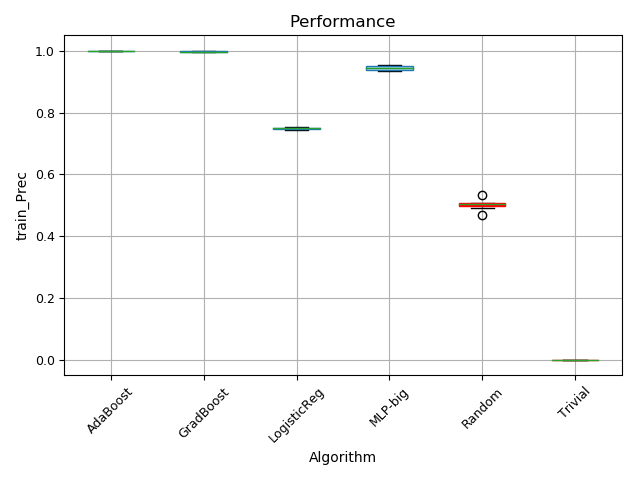 Performance
1.0
0.8
0.6
0.4
0.2
0.0
train_Prec
AdaBoost
GradBoost
LogisticReg
MLP-big
Random
Trivial
Algorithm